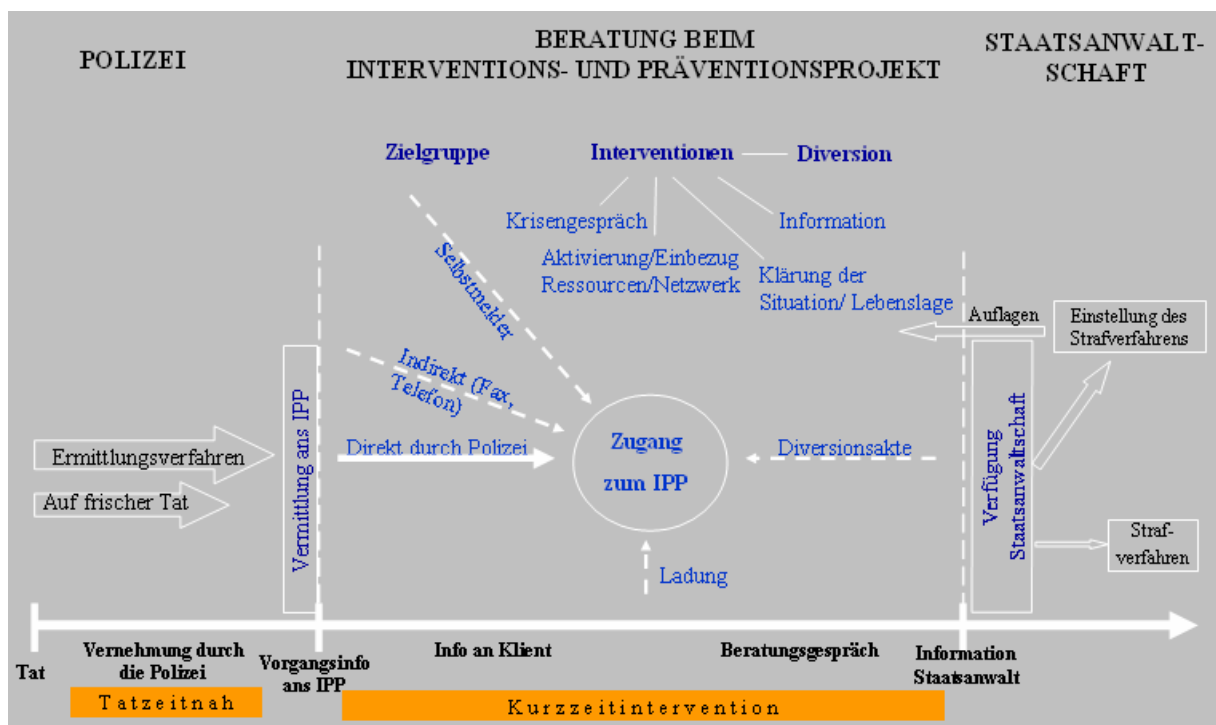 POLIZEI
BERATUNG BEIM
INTERVENTIONS- UND PRÄVENTIONSPROJEKT
STAATSANWALT-
SCHAFT
Zielgruppe
Interventionen
Diversion
Krisengespräch
Information
Aktivierung/Einbezug
Ressourcen/Netzwerk
Klärung der
Situation/ Lebenslage
Selbstmelder
Indirekt (Fax,
Telefon)
Direkt durch Polizei
Zugang
zum IPP
Diversionsakte
Ladung
Ermittlungsverfahren
Auf frischer Tat
Vermittlung ans IPP
Auflagen
Einstellung des
Strafverfahrens
Verfügung
Staatsanwaltschaft
Straf-
verfahren
Tat
Vernehmung durch
die Polizei
Vorgangsinfo
ans IPP
Info an Klient
Beratungsgespräch
Information
Staatsanwalt
Tatzeitnah
Kurzzeitintervention